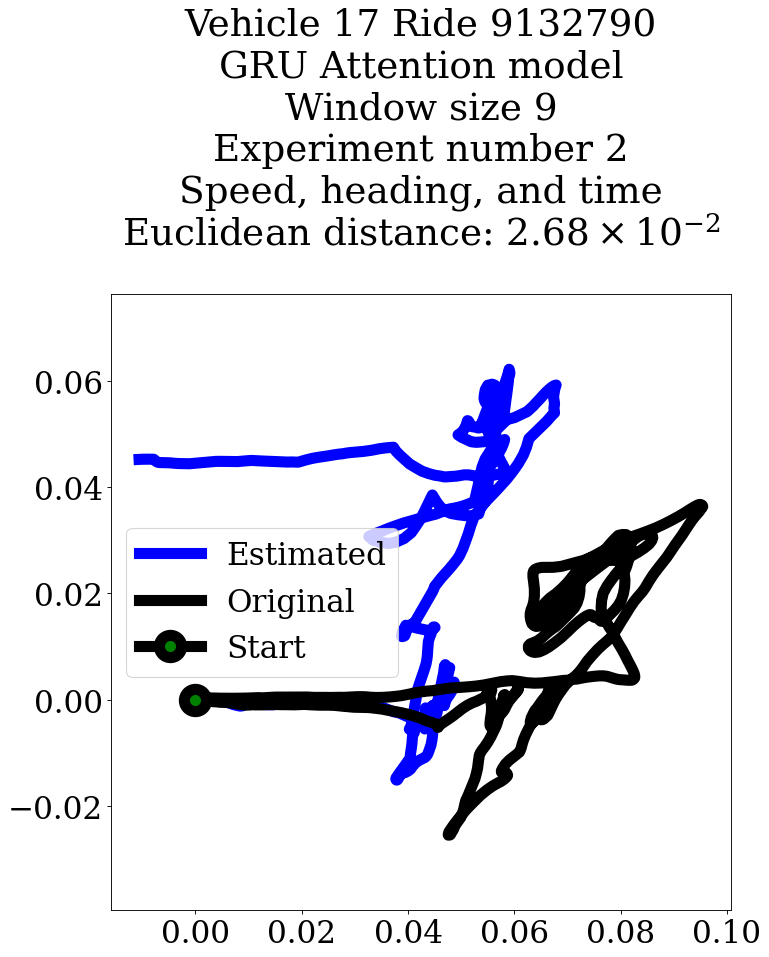 Vehicle 17 Ride 9132790
GRU Attention model
Window size 9
Experiment number 2
Speed, heading, and time
Euclidean distance: 2.68 × 10⁻²
0.06
0.04
0.02
0.00
−0.02
Estimated
Original
Start
0.00 0.02 0.04 0.06 0.08 0.10